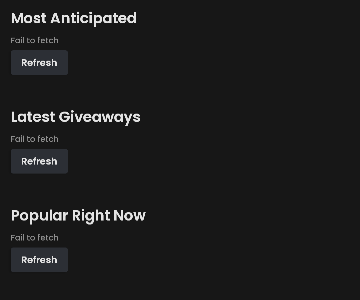 Most Anticipated
Fail to fetch
Refresh
Latest Giveaways
Fail to fetch
Refresh
Popular Right Now
Fail to fetch
Refresh